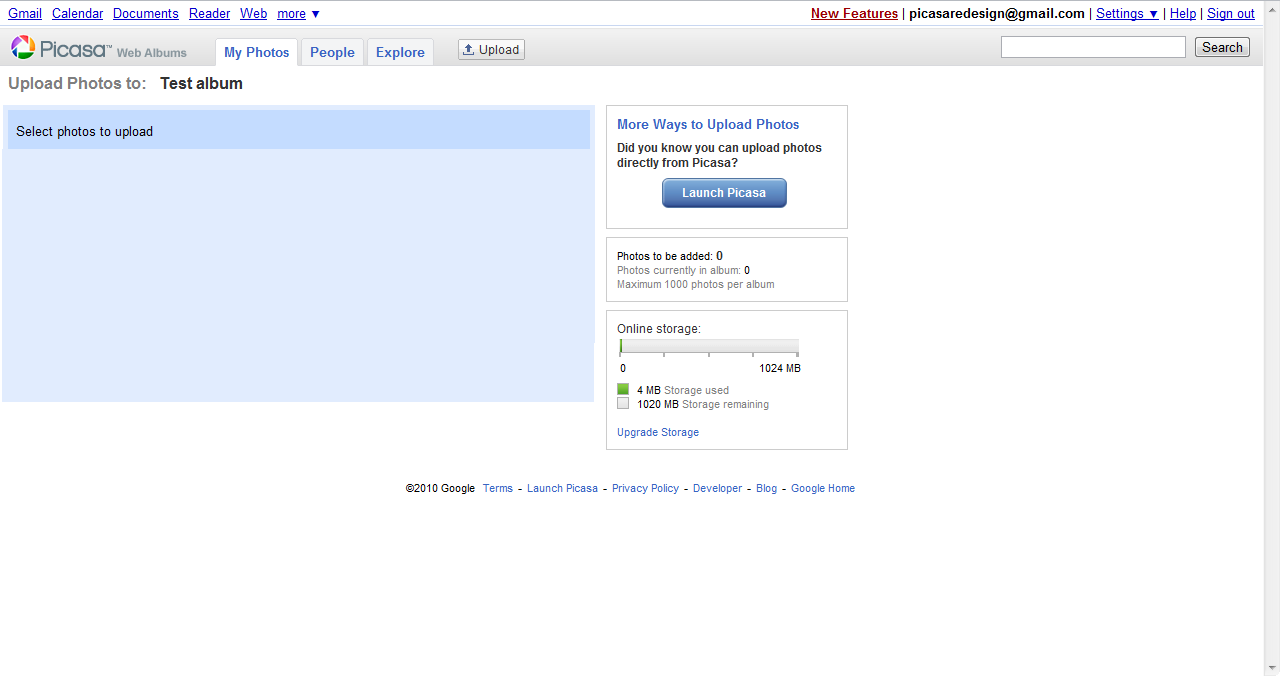 Gmail Calendar Documents Reader Web more ▼
New Features | picasaredesign@gmail.com | Settings ▼ | Help | Sign out
Picasa™ Web Albums My Photos People Explore Upload Search
Upload Photos to: Test album
Select photos to upload
More Ways to Upload Photos
Did you know you can upload photos
directly from Picasa?
Launch Picasa
Photos to be added: 0
Photos currently in album: 0
Maximum 1000 photos per album
Online storage:
0 1024 MB
4 MB Storage used
1020 MB Storage remaining
Upgrade Storage
©2010 Google Terms - Launch Picasa - Privacy Policy - Developer - Blog - Google Home